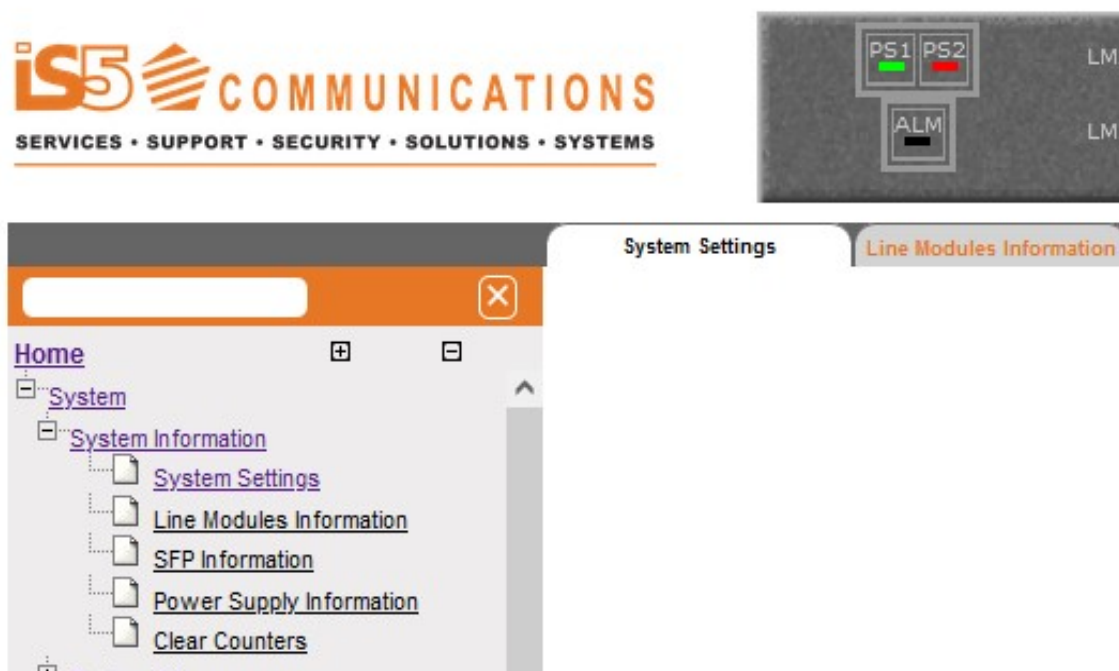 iS5 COMMUNICATIONS
SERVICES • SUPPORT • SECURITY • SOLUTIONS • SYSTEMS
PS1 PS2
LM
ALM
LM
System Settings
Line Modules Information
Home
System
System Information
System Settings
Line Modules Information
SFP Information
Power Supply Information
Clear Counters